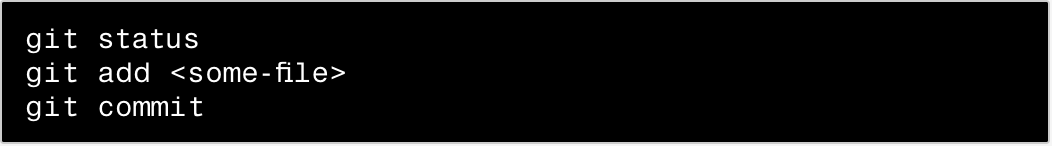 git status
git add <some-file>
git commit